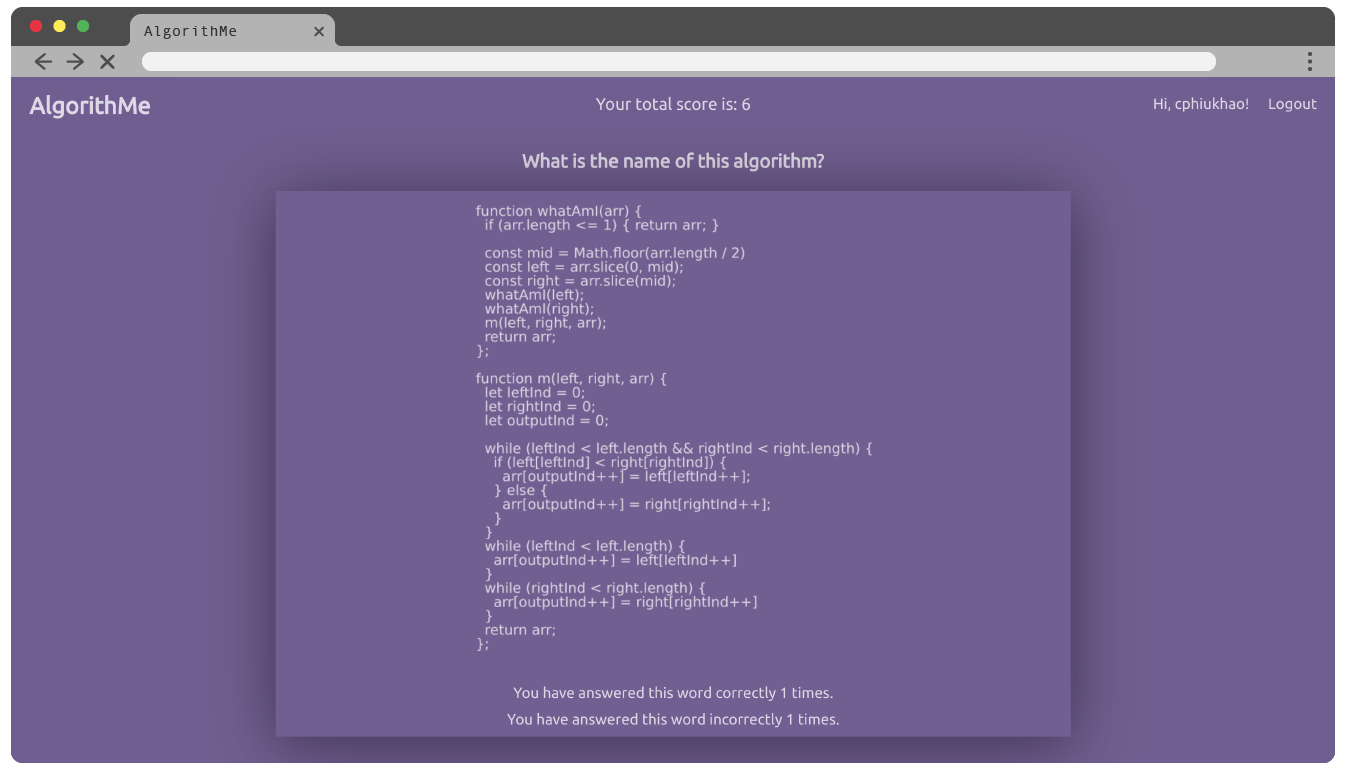 AlgorithMe
AlgorithMe
Your total score is: 6
Hi, cphiukhao!
Logout
What is the name of this algorithm?
function whatAmI(arr) {
  if (arr.length <= 1) { return arr; }

  const mid = Math.floor(arr.length / 2)
  const left = arr.slice(0, mid);
  const right = arr.slice(mid);
  whatAmI(left);
  whatAmI(right);
  m(left, right, arr);
  return arr;
};

function m(left, right, arr) {
  let leftInd = 0;
  let rightInd = 0;
  let outputInd = 0;

  while (leftInd < left.length && rightInd < right.length) {
    if (left[leftInd] < right[rightInd]) {
      arr[outputInd++] = left[leftInd++];
    } else {
      arr[outputInd++] = right[rightInd++];
    }
  }
  while (leftInd < left.length) {
    arr[outputInd++] = left[leftInd++]
  }
  while (rightInd < right.length) {
    arr[outputInd++] = right[rightInd++]
  }
  return arr;
};
You have answered this word correctly 1 times.
You have answered this word incorrectly 1 times.